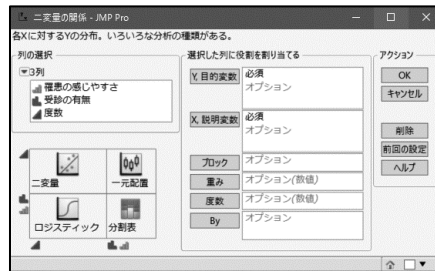 二変量の関係 - JMP Pro
各Xに対するYの分布。いろいろな分析の種類がある。
列の選択
3列
罹患の感じやすさ
受診の有無
度数
二変量
一元配置
ロジスティック
分割表
選択した列に役割を割り当てる
Y, 目的変数
必須
オプション
X, 説明変数
必須
オプション
ブロック
オプション
重み
オプション(数値)
度数
オプション(数値)
By
オプション
アクション
OK
キャンセル
削除
前回の設定
ヘルプ